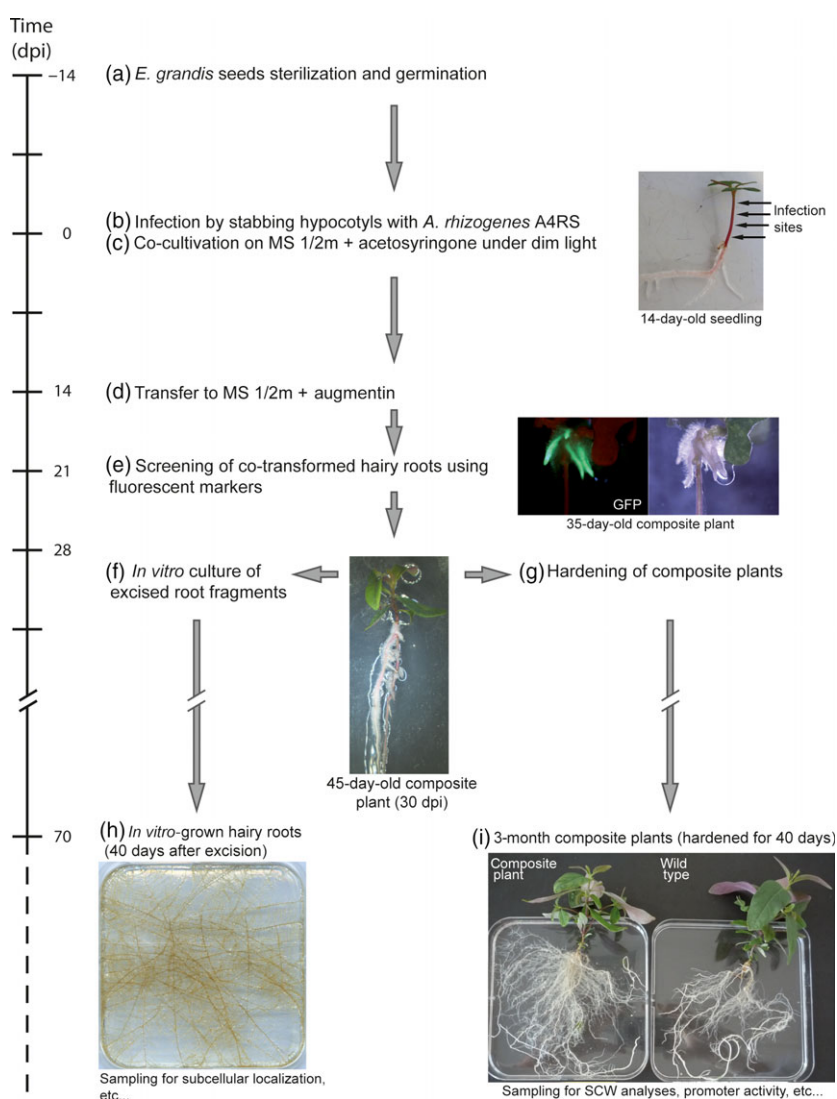 Time
(dpi)
−14
(a) E. grandis seeds sterilization and germination
(b) Infection by stabbing hypocotyls with A. rhizogenes A4RS
0
(c) Co-cultivation on MS 1/2m + acetosyringone under dim light
Infection
sites
14-day-old seedling
14
(d) Transfer to MS 1/2m + augmentin
21
(e) Screening of co-transformed hairy roots using
fluorescent markers
GFP
35-day-old composite plant
28
(f) In vitro culture of
excised root fragments
(g) Hardening of composite plants
45-day-old composite
plant (30 dpi)
70
(h) In vitro-grown hairy roots
(40 days after excision)
(i) 3-month composite plants (hardened for 40 days)
Composite
plant
Wild
type
Sampling for subcellular localization,
etc...
Sampling for SCW analyses, promoter activity, etc...